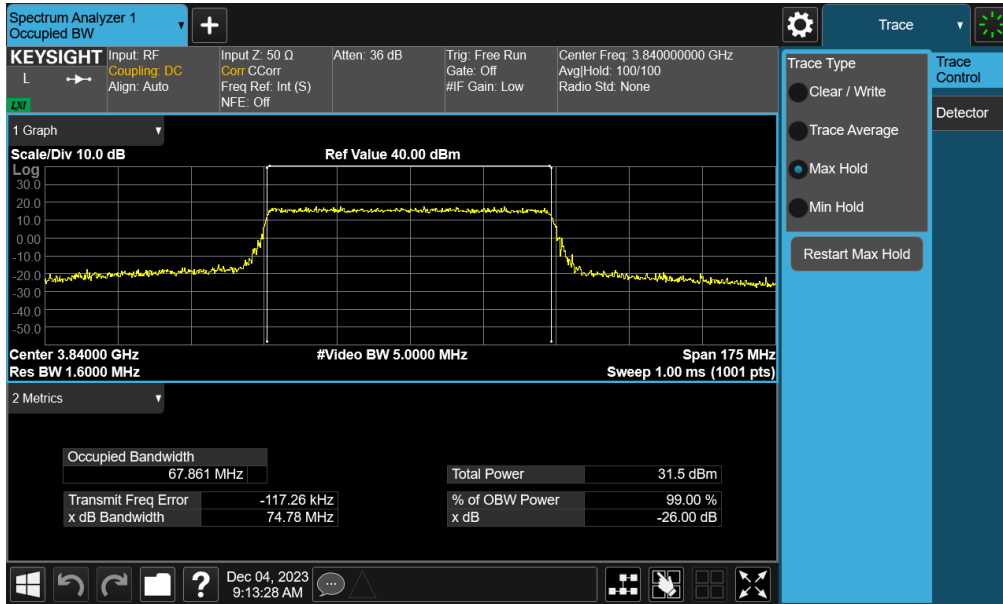 Spectrum Analyzer 1
Occupied BW
+
Trace
KEYSIGHT
L
LXI
Input: RF
Coupling: DC
Align: Auto
Input Z: 50 Ω
Corr CCorr
Freq Ref: Int (S)
NFE: Off
Atten: 36 dB
Trig: Free Run
Gate: Off
#IF Gain: Low
Center Freq: 3.840000000 GHz
Avg|Hold: 100/100
Radio Std: None
Trace Type
Clear / Write
Trace Average
Max Hold
Min Hold
Restart Max Hold
Trace
Control
Detector
1 Graph
Scale/Div 10.0 dB
Ref Value 40.00 dBm
Log
30.0
20.0
10.0
0.00
-10.0
-20.0
-30.0
-40.0
-50.0
Center 3.84000 GHz
#Video BW 5.0000 MHz
Span 175 MHz
Res BW 1.6000 MHz
Sweep 1.00 ms (1001 pts)
2 Metrics
Occupied Bandwidth
67.861 MHz
Total Power 31.5 dBm
Transmit Freq Error -117.26 kHz
% of OBW Power 99.00 %
x dB Bandwidth 74.78 MHz
x dB -26.00 dB
?
Dec 04, 2023
9:13:28 AM